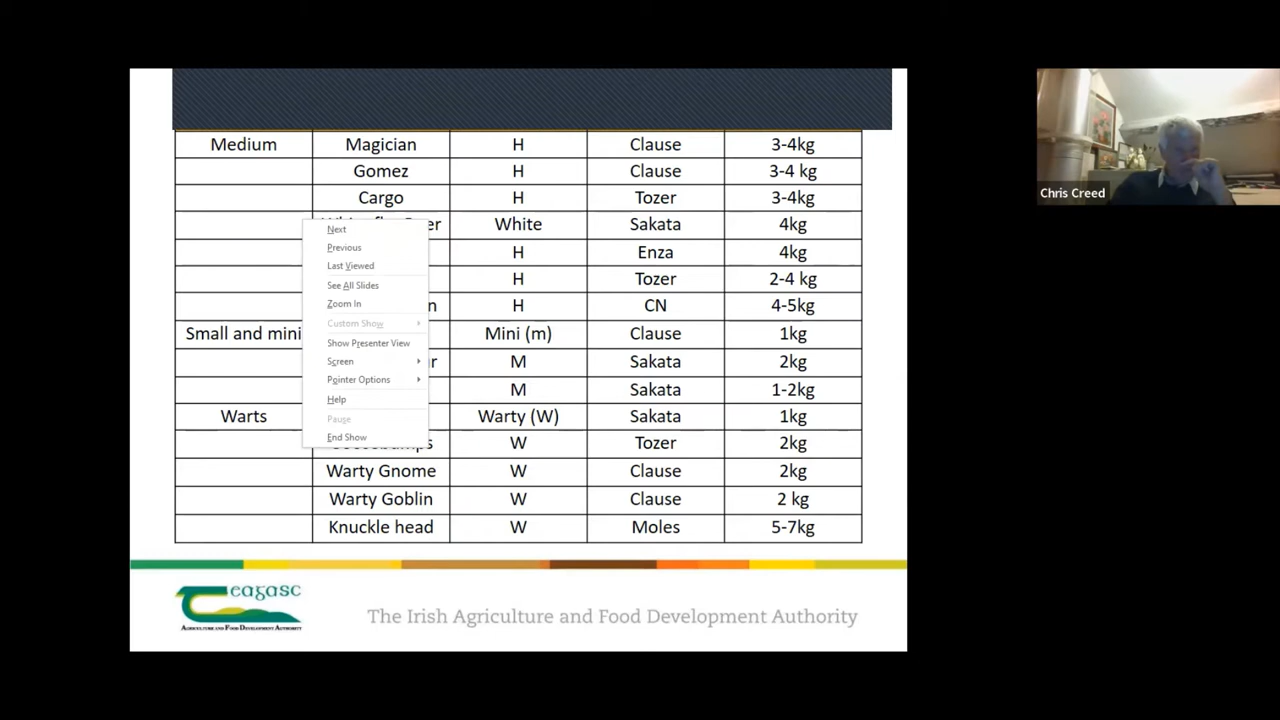 Medium Magician H Clause 3-4kg
Gomez H Clause 3-4 kg
Cargo H Tozer 3-4kg
White Sakata 4kg
H Enza 4kg
H Tozer 2-4 kg
H CN 4-5kg
Small and mini Mini (m) Clause 1kg
M Sakata 2kg
M Sakata 1-2kg
Warts Warty (W) Sakata 1kg
W Tozer 2kg
Warty Gnome W Clause 2kg
Warty Goblin W Clause 2 kg
Knuckle head W Moles 5-7kg
Next
Previous
Last Viewed
See All Slides
Zoom In
Custom Show
Show Presenter View
Screen
Pointer Options
Help
Pause
End Show
eagasc
AGRICULTURE AND FOOD DEVELOPMENT AUTHORITY
The Irish Agriculture and Food Development Authority
Chris Creed